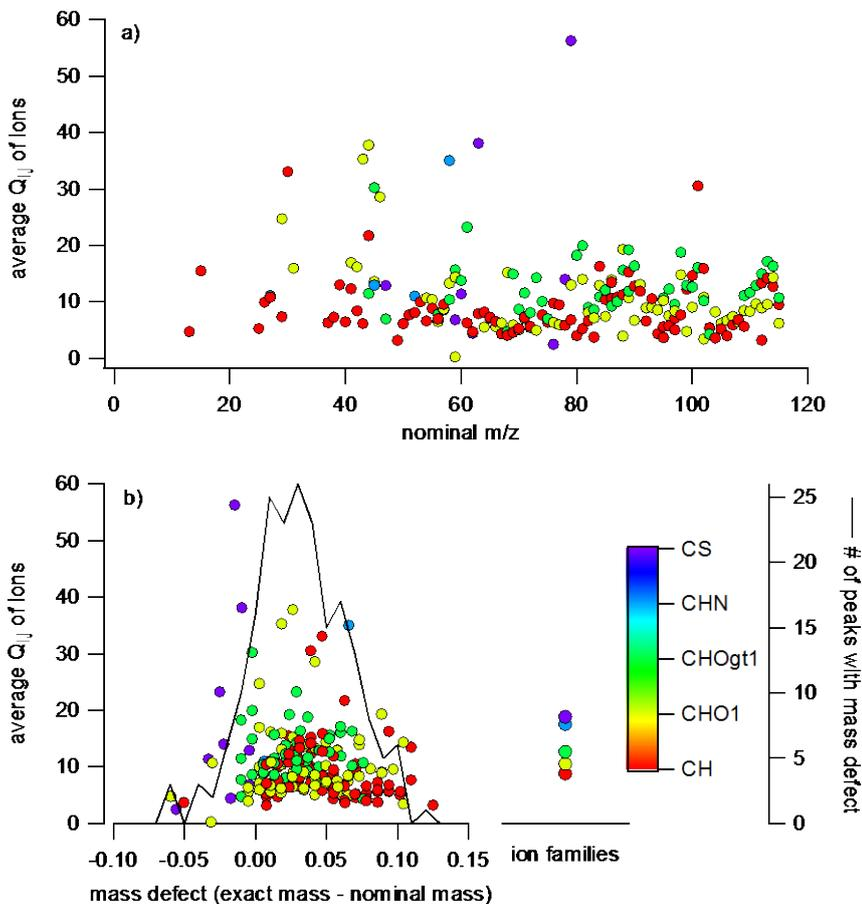 a)
60
50
40
30
20
10
0
average Q_IJ of Ions
0 20 40 60 80 100 120
nominal m/z
b)
60
50
40
30
20
10
0
average Q_IJ of Ions
-0.10 -0.05 0.00 0.05 0.10 0.15
mass defect (exact mass - nominal mass)
ion families
CS
CHN
CHOgt1
CHO1
CH
25
20
15
10
5
0
# of peaks with mass defect